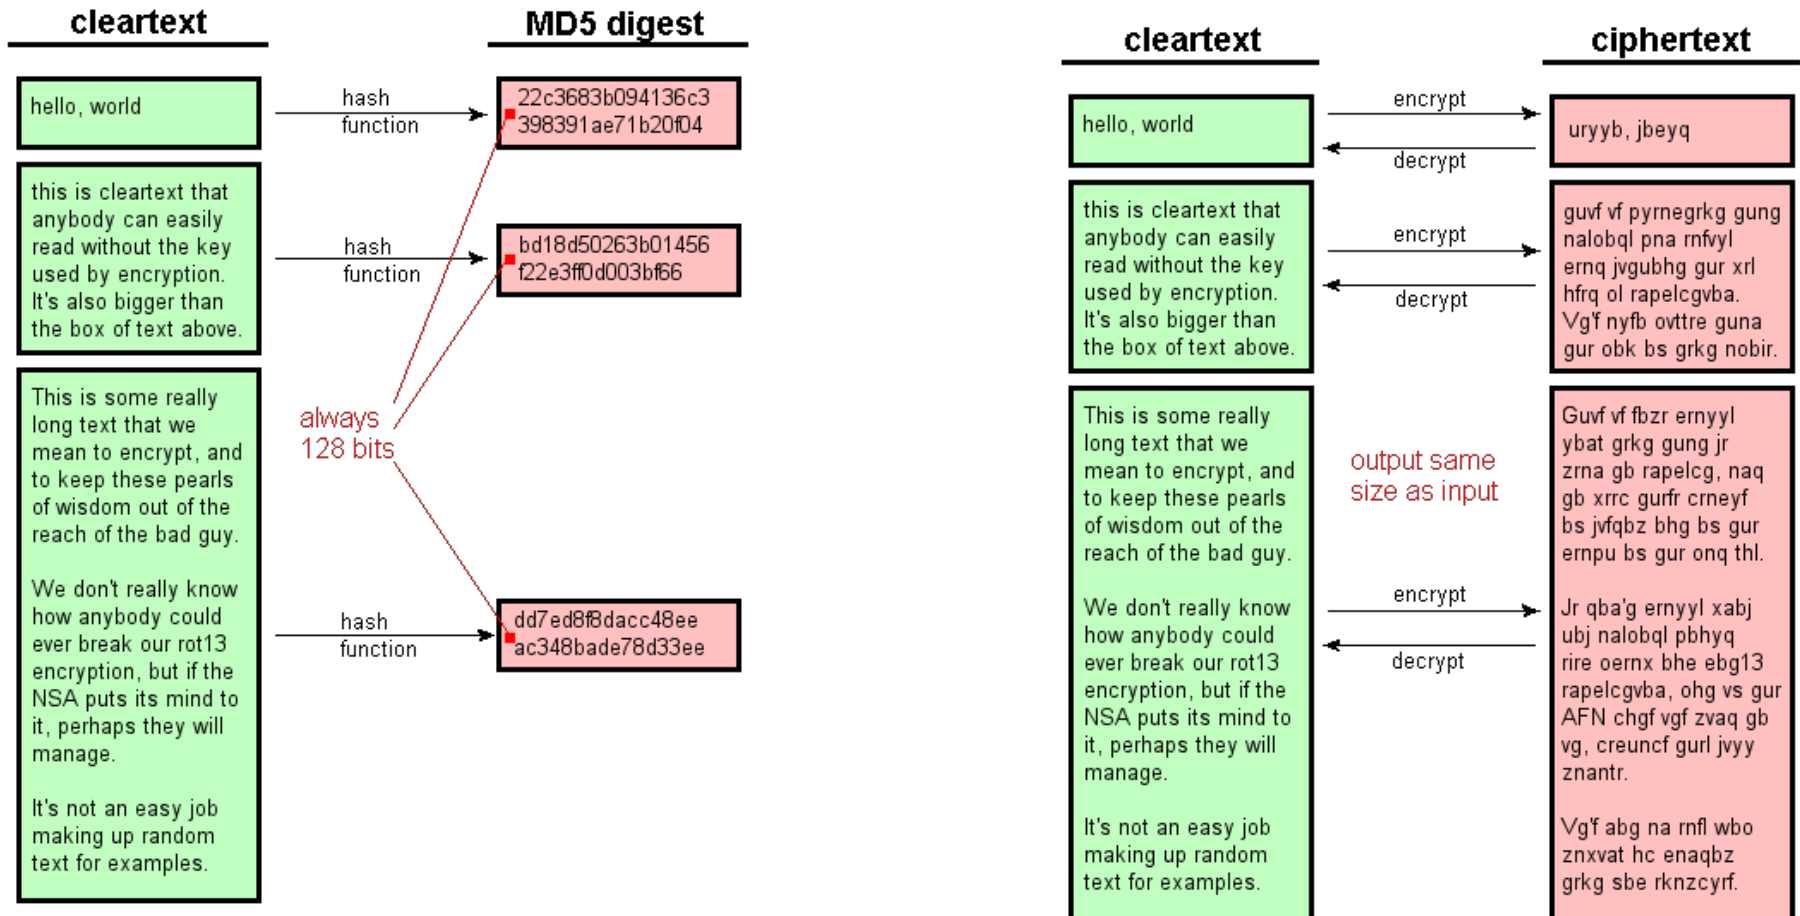 cleartext
MD5 digest
hello, world
hash
function
22c3683b094136c3
398391ae71b20f04
this is cleartext that
anybody can easily
read without the key
used by encryption.
It's also bigger than
the box of text above.
hash
function
bd18d50263b01456
f22e3ff0d003bf66
This is some really
long text that we
mean to encrypt, and
to keep these pearls
of wisdom out of the
reach of the bad guy.
We don't really know
how anybody could
ever break our rot13
encryption, but if the
NSA puts its mind to
it, perhaps they will
manage.
It's not an easy job
making up random
text for examples.
always
128 bits
hash
function
dd7ed8f8dacc48ee
ac348bade78d33ee
cleartext
ciphertext
hello, world
encrypt
decrypt
uryyb, jbeyq
this is cleartext that
anybody can easily
read without the key
used by encryption.
It's also bigger than
the box of text above.
encrypt
decrypt
guvf vf pyrnegrkg gung
nalobql pna rnfvyl
ernq jvgubhg gur xrl
hfrq ol rapelcgvba.
Vg'f nyfb ovttre guna
gur obk bs grkg nobir.
This is some really
long text that we
mean to encrypt, and
to keep these pearls
of wisdom out of the
reach of the bad guy.
We don't really know
how anybody could
ever break our rot13
encryption, but if the
NSA puts its mind to
it, perhaps they will
manage.
It's not an easy job
making up random
text for examples.
output same
size as input
encrypt
decrypt
Guvf vf fbzr ernyyl
ybat grkg gung jr
zrna gb rapelcg, naq
gb xrrc gurfr crneyf
bs jvfqbz bhg bs gur
ernpu bs gur onq thl.
Jr qba'g ernyyl xabj
ubj nalobql pbhyq
rire oernx bhe ebg13
rapelcgvba, ohg vs gur
AFN chgf vgf zvaq gb
vg, creuncf gurl jvyy
znantr.
Vg'f abg na rnfl wbo
znxvat hc enaqbz
grkg sbe rknzcyrf.